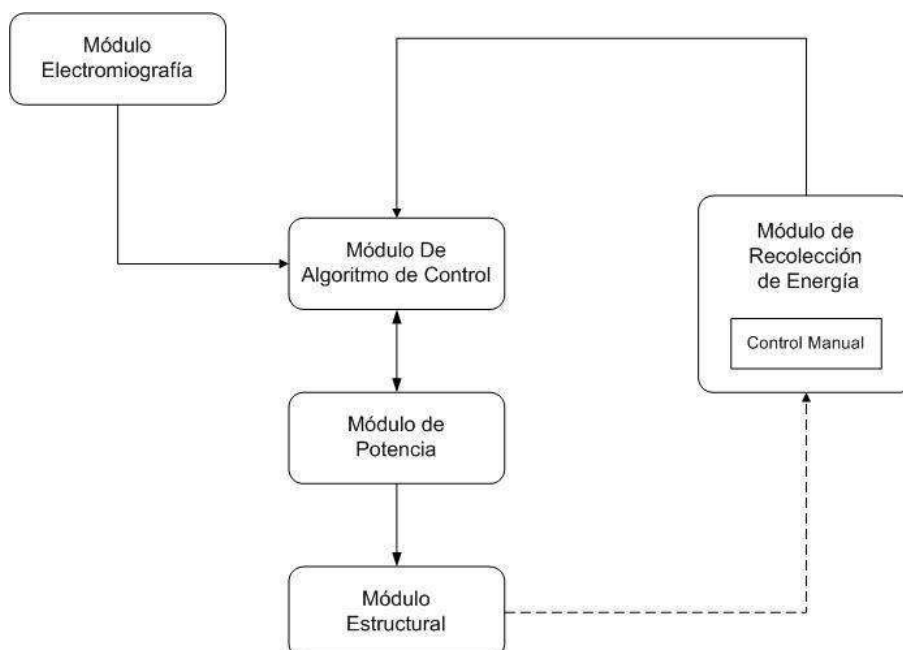 Módulo
Electromiografía
Módulo De
Algoritmo de Control
Módulo de
Recolección
de Energía
Control Manual
Módulo de
Potencia
Módulo
Estructural